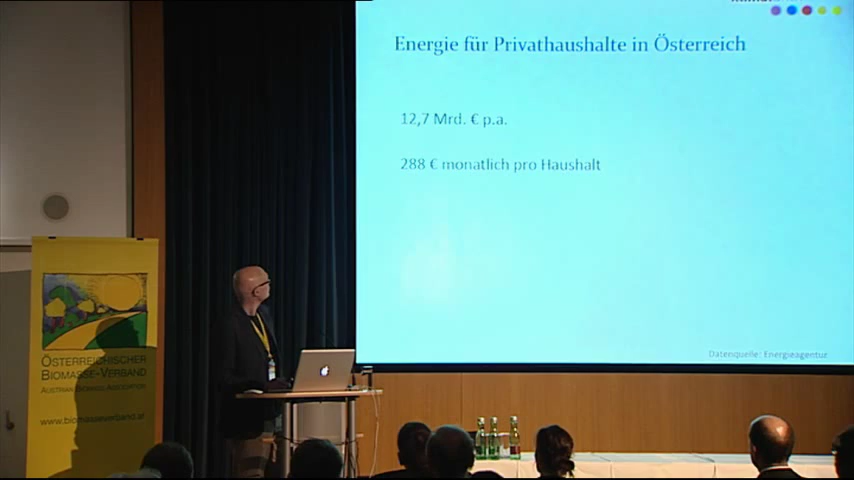 Energie für Privathaushalte in Österreich
12,7 Mrd. € p.a.
288 € monatlich pro Haushalt
Datenquelle: Energieagentur
ÖSTERREICHISCHER
BIOMASSE-VERBAND
AUSTRIAN BIOMASS ASSOCIATION
www.biomasseverband.at